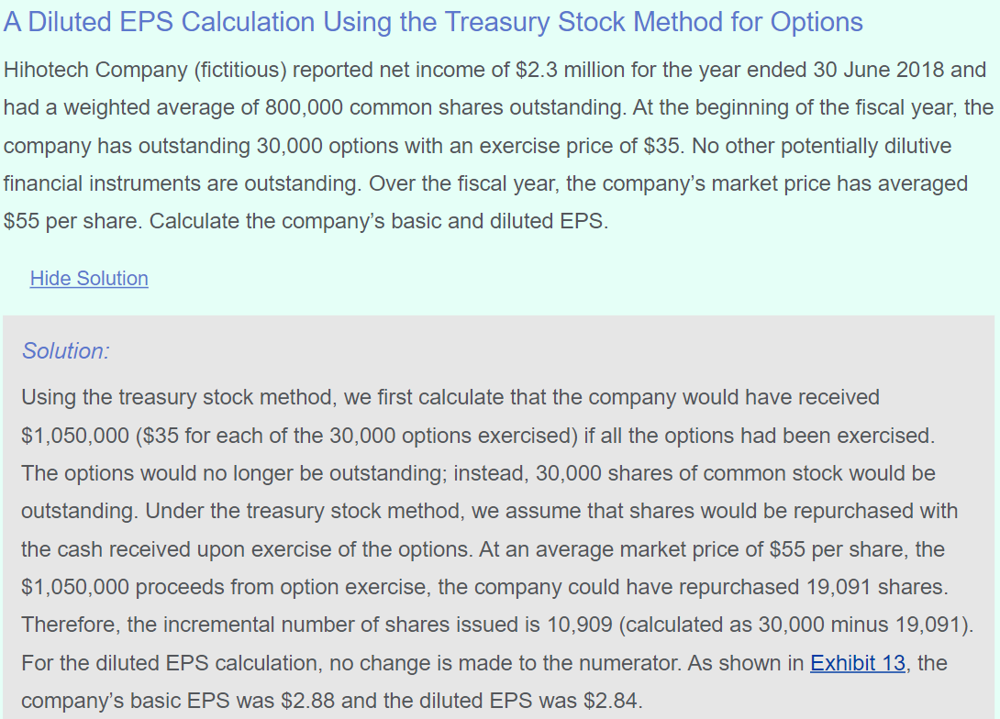 A Diluted EPS Calculation Using the Treasury Stock Method for Options
Hihotech Company (fictitious) reported net income of $2.3 million for the year ended 30 June 2018 and
had a weighted average of 800,000 common shares outstanding. At the beginning of the fiscal year, the
company has outstanding 30,000 options with an exercise price of $35. No other potentially dilutive
financial instruments are outstanding. Over the fiscal year, the company’s market price has averaged
$55 per share. Calculate the company’s basic and diluted EPS.
Hide Solution
Solution:
Using the treasury stock method, we first calculate that the company would have received
$1,050,000 ($35 for each of the 30,000 options exercised) if all the options had been exercised.
The options would no longer be outstanding; instead, 30,000 shares of common stock would be
outstanding. Under the treasury stock method, we assume that shares would be repurchased with
the cash received upon exercise of the options. At an average market price of $55 per share, the
$1,050,000 proceeds from option exercise, the company could have repurchased 19,091 shares.
Therefore, the incremental number of shares issued is 10,909 (calculated as 30,000 minus 19,091).
For the diluted EPS calculation, no change is made to the numerator. As shown in Exhibit 13, the
company’s basic EPS was $2.88 and the diluted EPS was $2.84.